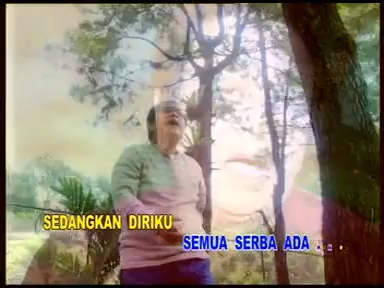 SEDANGKAN DIRIKU
SEMUA SERBA ADA . . .